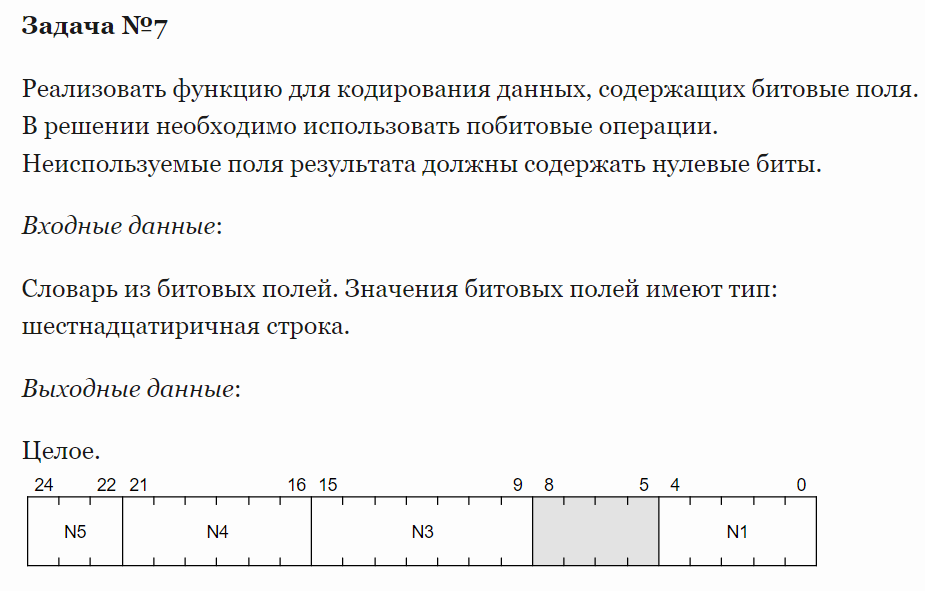 Задача №7
Реализовать функцию для кодирования данных, содержащих битовые поля.
В решении необходимо использовать побитовые операции.
Неиспользуемые поля результата должны содержать нулевые биты.
Входные данные:
Словарь из битовых полей. Значения битовых полей имеют тип:
шестнадцатиричная строка.
Выходные данные:
Целое.
24 22 21 16 15 9 8 5 4 0
N5 N4 N3 N1